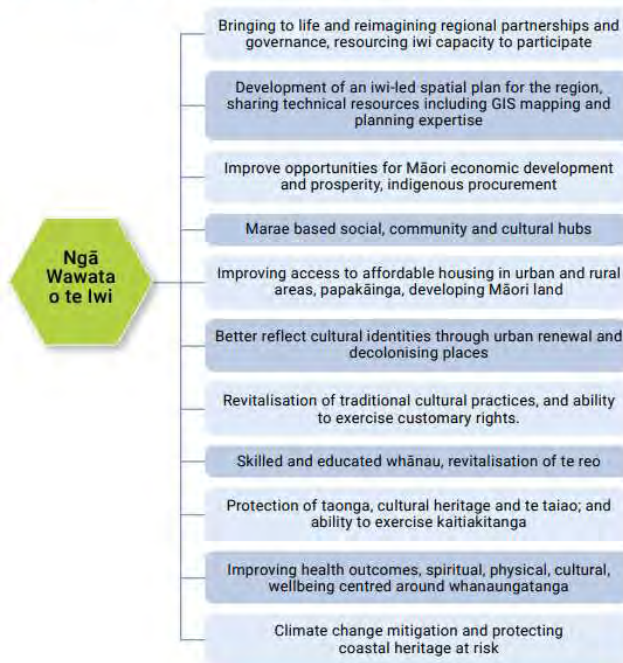 Bringing to life and reimagining regional partnerships and
governance, resourcing iwi capacity to participate
Development of an iwi-led spatial plan for the region,
sharing technical resources including GIS mapping and
planning expertise
Improve opportunities for Māori economic development
and prosperity, indigenous procurement
Marae based social, community and cultural hubs
Ngā
Wawata
o te Iwi
Improving access to affordable housing in urban and rural
areas, papakāinga, developing Māori land
Better reflect cultural identities through urban renewal and
decolonising places
Revitalisation of traditional cultural practices, and ability
to exercise customary rights.
Skilled and educated whānau, revitalisation of te reo
Protection of taonga, cultural heritage and te taiao; and
ability to exercise kaitiakitanga
Improving health outcomes, spiritual, physical, cultural,
wellbeing centred around whanaungatanga
Climate change mitigation and protecting
coastal heritage at risk